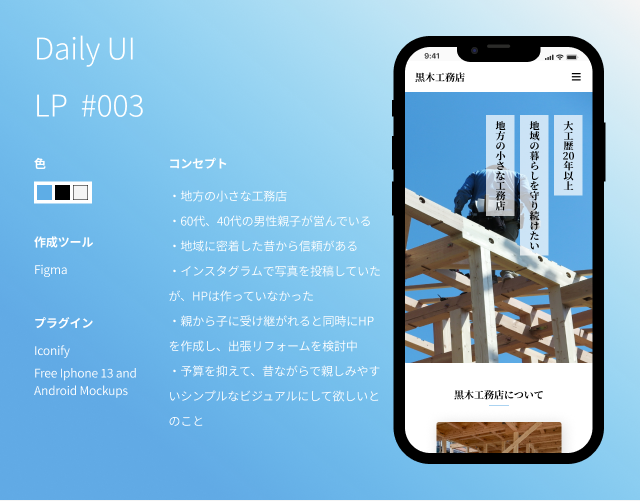 Daily UI
LP #003
色
作成ツール
Figma
プラグイン
Iconify
Free Iphone 13 and
Android Mockups
コンセプト
・地方の小さな工務店
・60代、40代の男性親子が営んでいる
・地域に密着した昔から信頼がある
・インスタグラムで写真を投稿していた
が、HPは作っていなかった
・親から子に受け継がれると同時にHP
を作成し、出張リフォームを検討中
・予算を抑えて、昔ながらで親しみやす
いシンプルなビジュアルにして欲しいと
のこと
9:41
黒木工務店
大工歴20年以上
地域の暮らしを守り続けたい
地方の小さな工務店
黒木工務店について